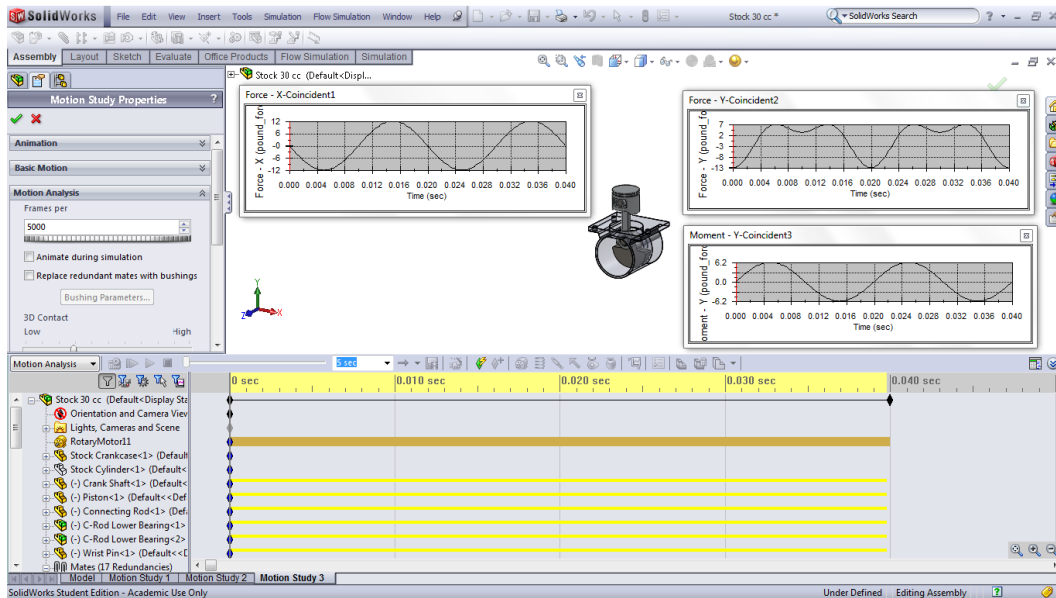 SolidWorks File Edit View Insert Tools Simulation Flow Simulation Window Help Stock 30 cc * SolidWorks Search ?
Assembly Layout Sketch Evaluate Office Products Flow Simulation Simulation
Stock 30 cc (Default<Displ...
Motion Study Properties ?
Animation
Basic Motion
Motion Analysis
Frames per
5000
Animate during simulation
Replace redundant mates with bushings
Bushing Parameters...
3D Contact
Low High
Force - X-Coincident1
Force - X (pound_forc
12
6
-0
-6
-12
0.000 0.004 0.008 0.012 0.016 0.020 0.024 0.028 0.032 0.036 0.040
Time (sec)
Force - Y-Coincident2
Force - Y (pound_fo
7
2
-3
-8
-13
0.000 0.004 0.008 0.012 0.016 0.020 0.024 0.028 0.032 0.036 0.040
Time (sec)
Moment - Y-Coincident3
oment - Y (pound_forc
6.2
0.0
-6.2
0.000 0.004 0.008 0.012 0.016 0.020 0.024 0.028 0.032 0.036 0.040
Time (sec)
Y
Z X
Motion Analysis 5 sec
0 sec 0.010 sec 0.020 sec 0.030 sec 0.040 sec
Stock 30 cc (Default<Display Sta
Orientation and Camera View
Lights, Cameras and Scene
RotaryMotor11
Stock Crankcase<1> (Default
Stock Cylinder<1> (Default<
(-) Crank Shaft<1> (Default<
(-) Piston<1> (Default<<Def
(-) Connecting Rod<1> (Def
(-) C-Rod Lower Bearing<1>
(-) C-Rod Lower Bearing<2>
(-) Wrist Pin<1> (Default<<D
Mates (17 Redundancies)
Model Motion Study 1 Motion Study 2 Motion Study 3
SolidWorks Student Edition - Academic Use Only Under Defined Editing Assembly ?